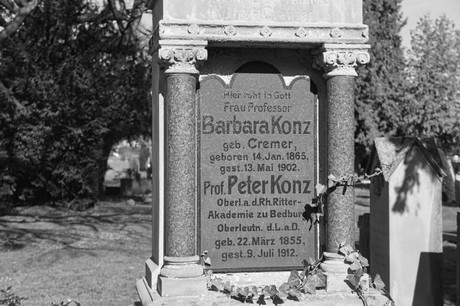 Hier ruht in Gott
Frau Professor
Barbara Konz
geb. Cremer,
geboren 14. Jan. 1865,
gest. 13. Mai 1902.
Prof. Peter Konz
Oberl. a. d. Rh. Ritter-
Akademie zu Bedburg
Oberleutn. d. L. a. D.
geb. 22. März 1855,
gest. 9. Juli 1912.